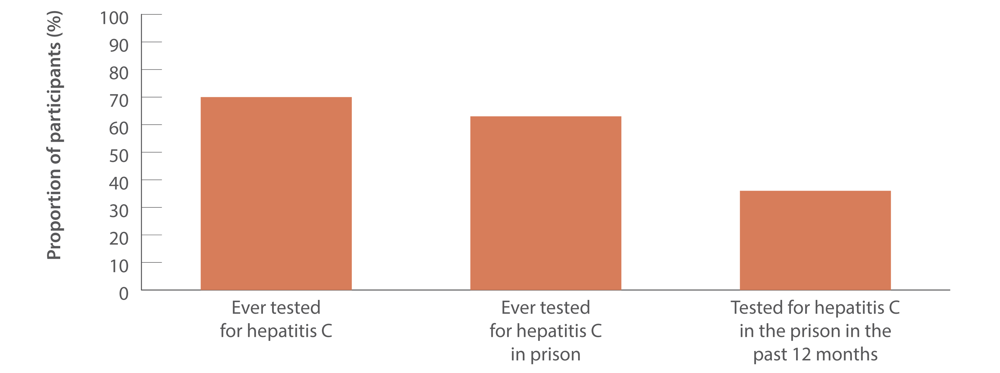 Proportion of participants (%)
100
90
80
70
60
50
40
30
20
10
0
Ever tested
for hepatitis C
Ever tested
for hepatitis C
in prison
Tested for hepatitis C
in the prison in the
past 12 months